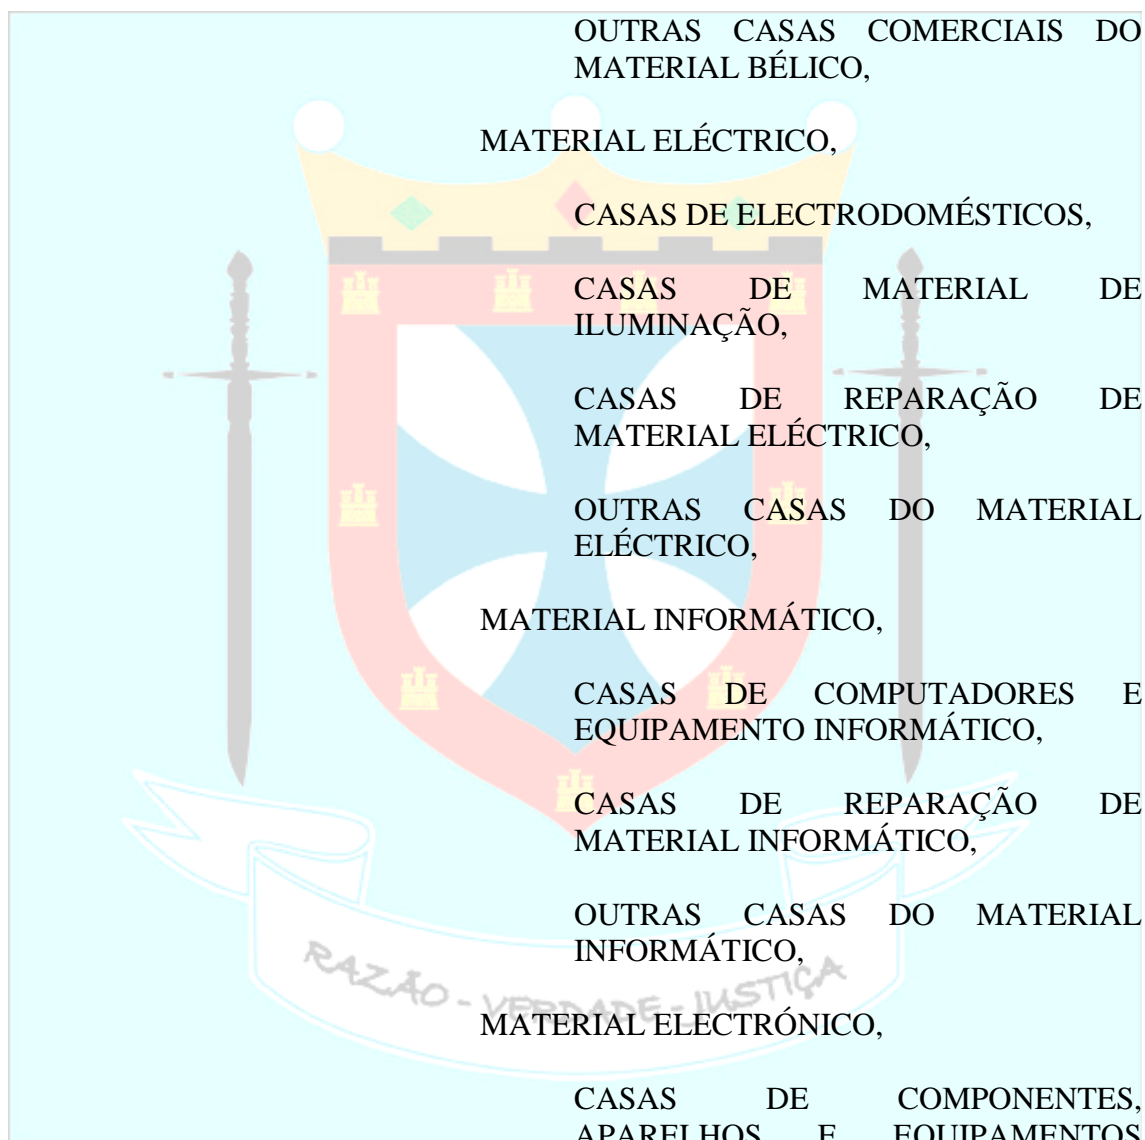 OUTRAS CASAS COMERCIAIS DO
MATERIAL BÉLICO,
MATERIAL ELÉCTRICO,
CASAS DE ELECTRODOMÉSTICOS,
CASAS DE MATERIAL DE
ILUMINAÇÃO,
CASAS DE REPARAÇÃO DE
MATERIAL ELÉCTRICO,
OUTRAS CASAS DO MATERIAL
ELÉCTRICO,
MATERIAL INFORMÁTICO,
CASAS DE COMPUTADORES E
EQUIPAMENTO INFORMÁTICO,
CASAS DE REPARAÇÃO DE
MATERIAL INFORMÁTICO,
OUTRAS CASAS DO MATERIAL
INFORMÁTICO,
RAZÃO - VERDADE - JUSTIÇA
MATERIAL ELECTRÓNICO,
CASAS DE COMPONENTES,
APARELHOS E EQUIPAMENTOS